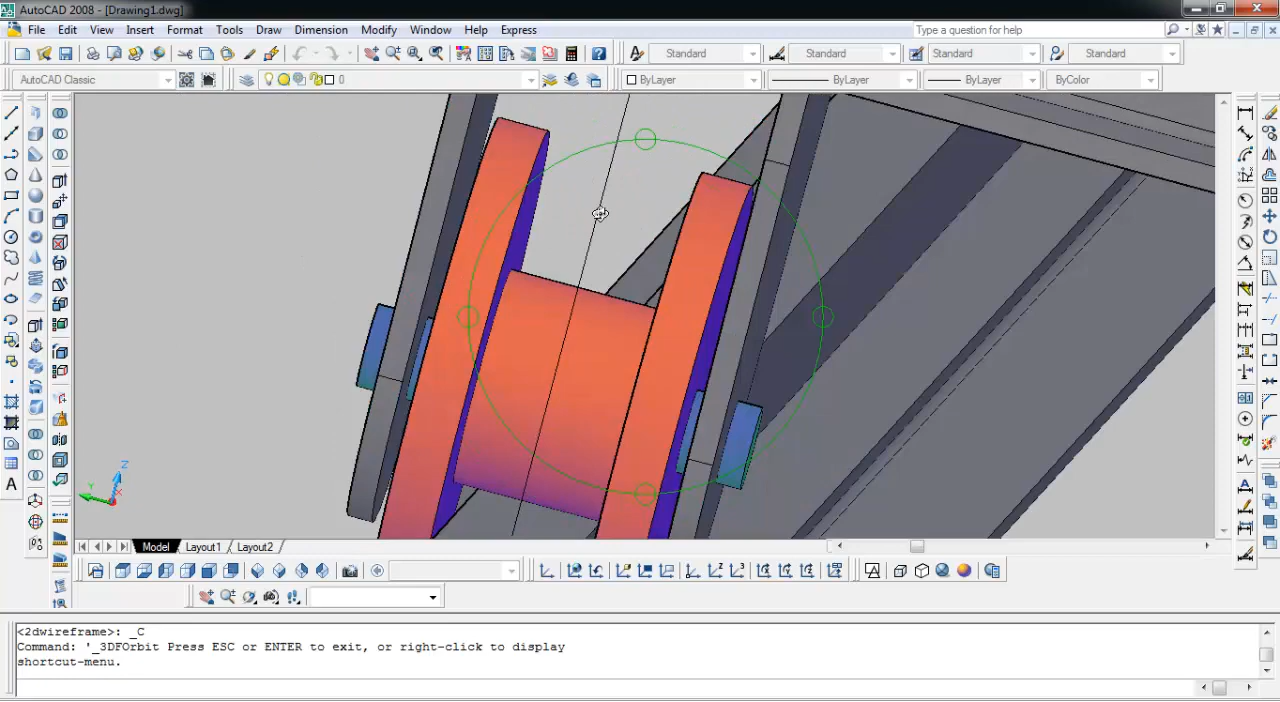 AutoCAD 2008 - [Drawing1.dwg]
File Edit View Insert Format Tools Draw Dimension Modify Window Help Express
Type a question for help
Standard Standard Standard Standard
AutoCAD Classic 0 ByLayer ByLayer ByLayer ByColor
Z
Y X
A
Model Layout1 Layout2
<2dwireframe>: _C
Command: '_3DFOrbit Press ESC or ENTER to exit, or right-click to display
shortcut-menu.